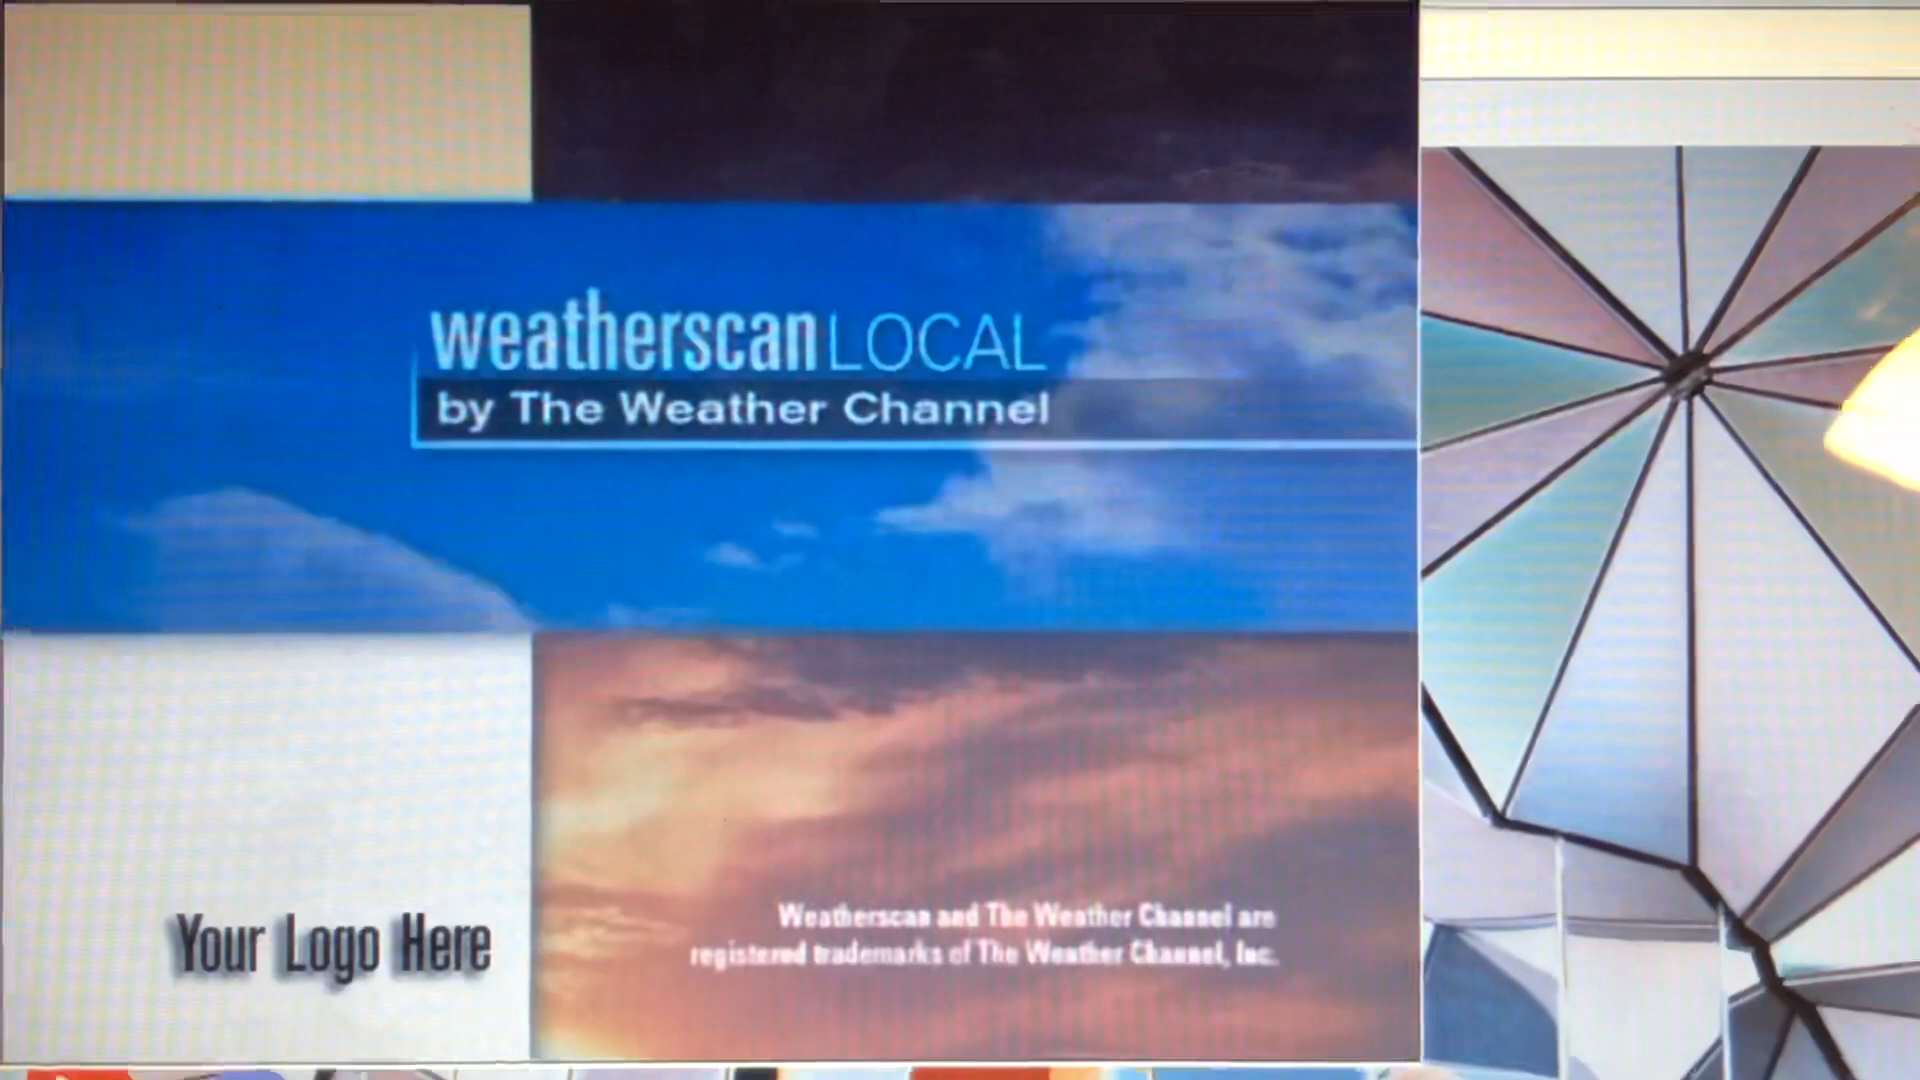 weatherscan LOCAL
by The Weather Channel
Your Logo Here
Weatherscan and The Weather Channel are
registered trademarks of The Weather Channel, Inc.